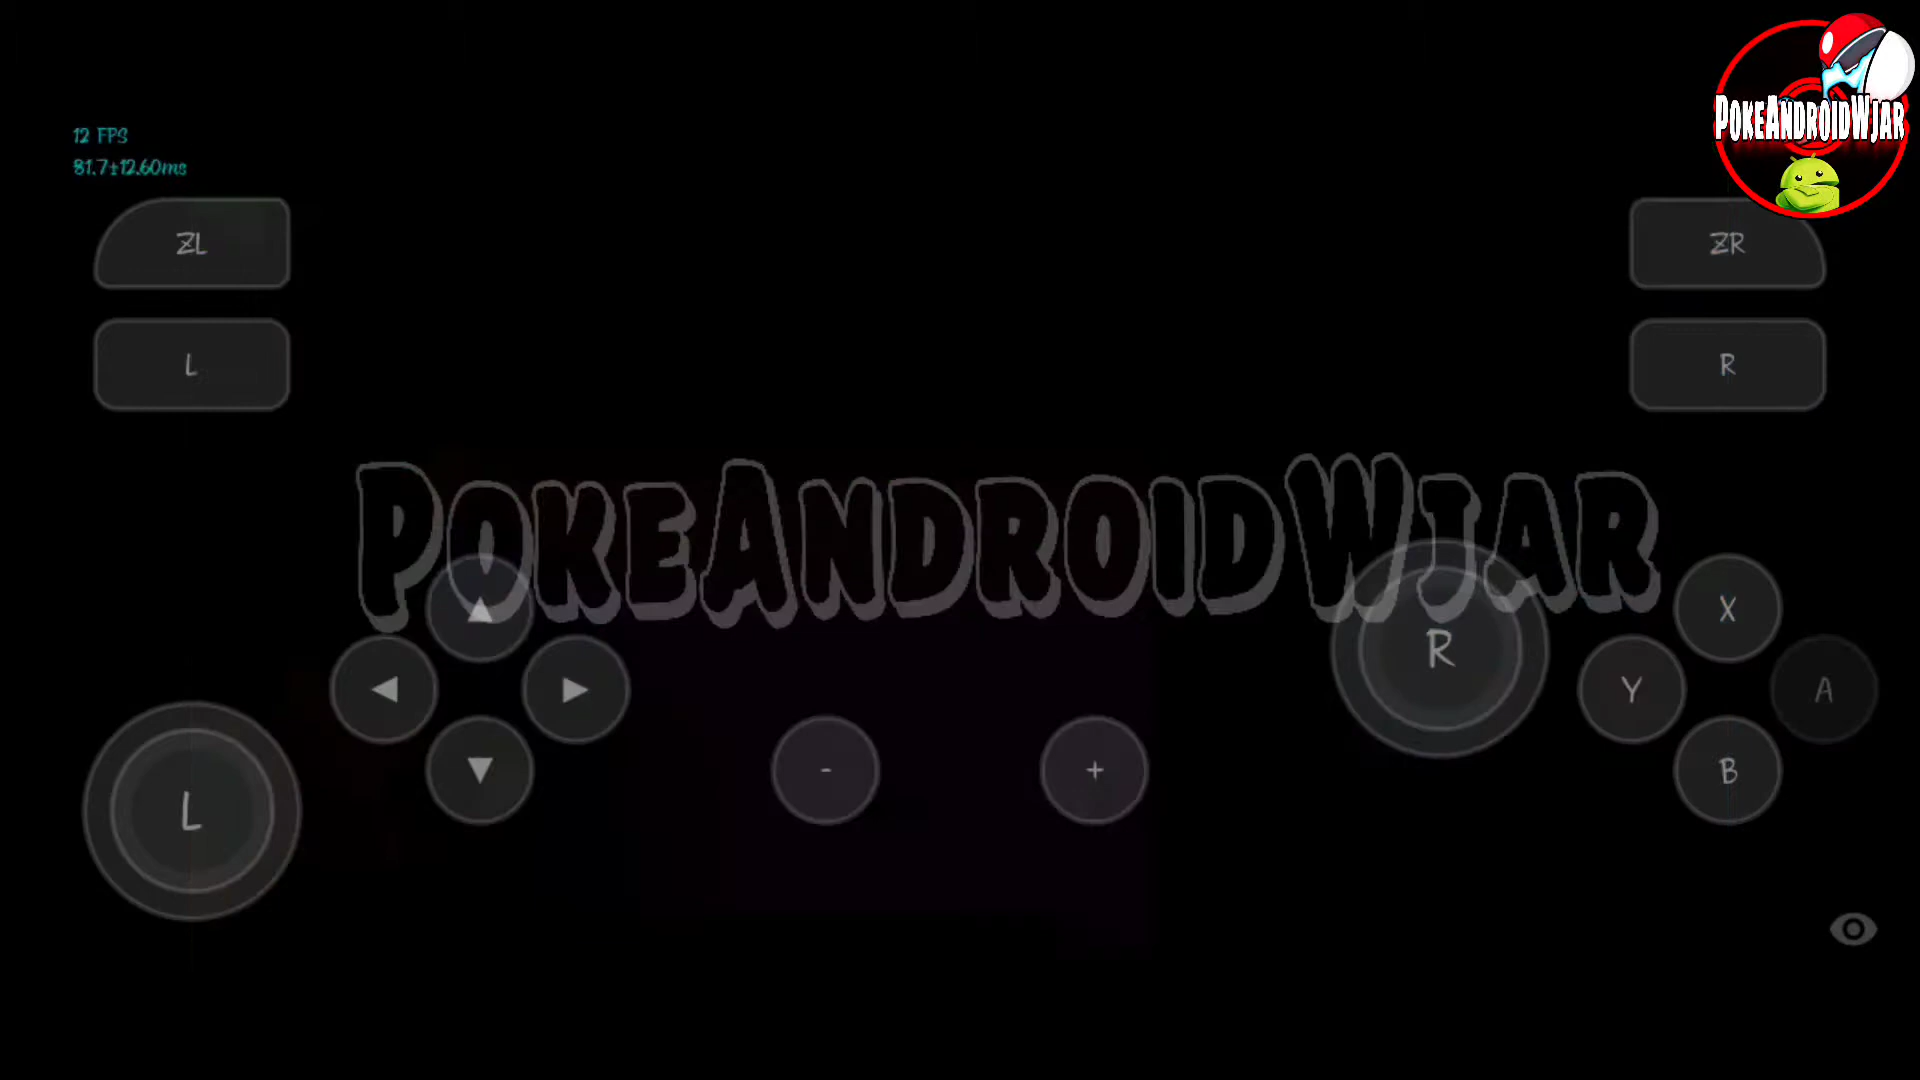 POKEANDROIDWJAR
12 FPS
81.7±12.60ms
ZL
ZR
L
R
POKEANDROIDWJAR
X
R
Y
A
-
+
B
L